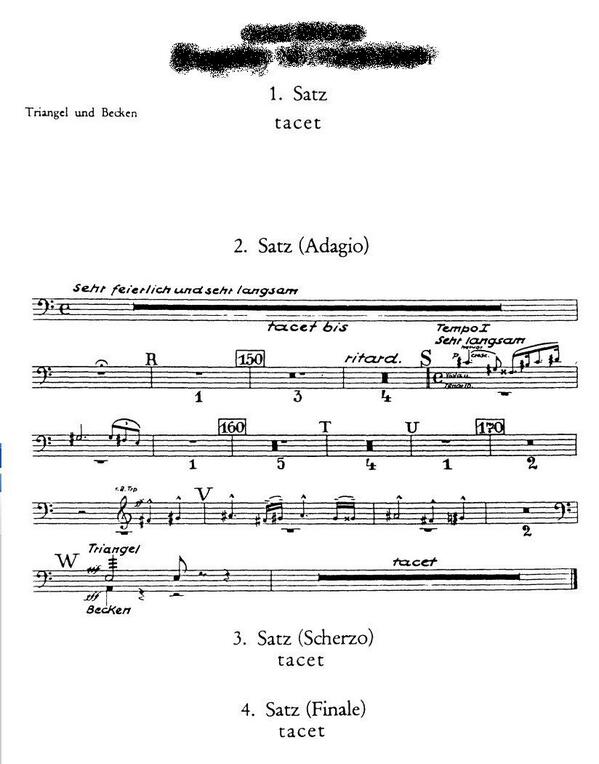 1. Satz
tacet
Triangel und Becken
2. Satz (Adagio)
sehr feierlich und sehr langsam
tacet bis
Tempo I
Sehr langsam
R 150 ritard. S
1 3 4
160 T U 170
1 5 4 1 2
V
2
W Triangel tacet
fff
fff
Becken
3. Satz (Scherzo)
tacet
4. Satz (Finale)
tacet